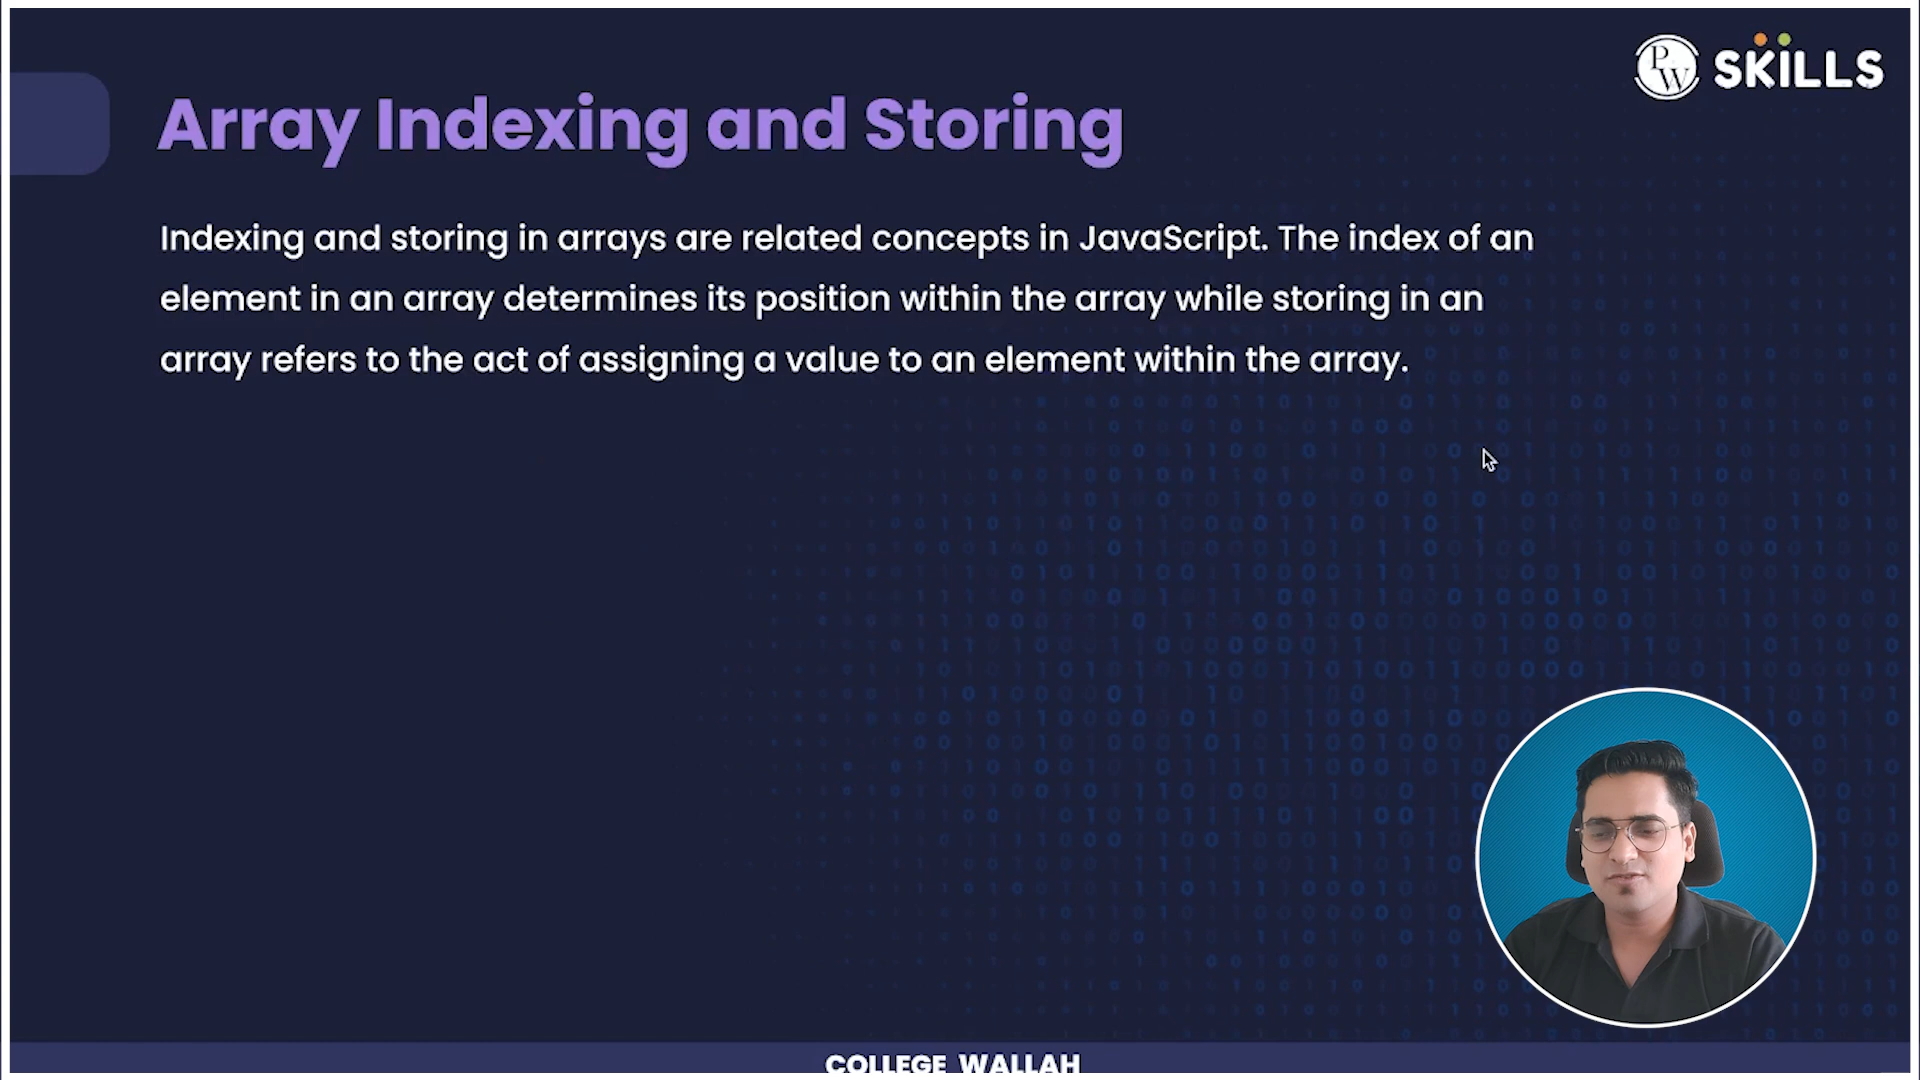 PW SKILLS
Array Indexing and Storing
Indexing and storing in arrays are related concepts in JavaScript. The index of an
element in an array determines its position within the array while storing in an
array refers to the act of assigning a value to an element within the array.
COLLEGE WALLAH